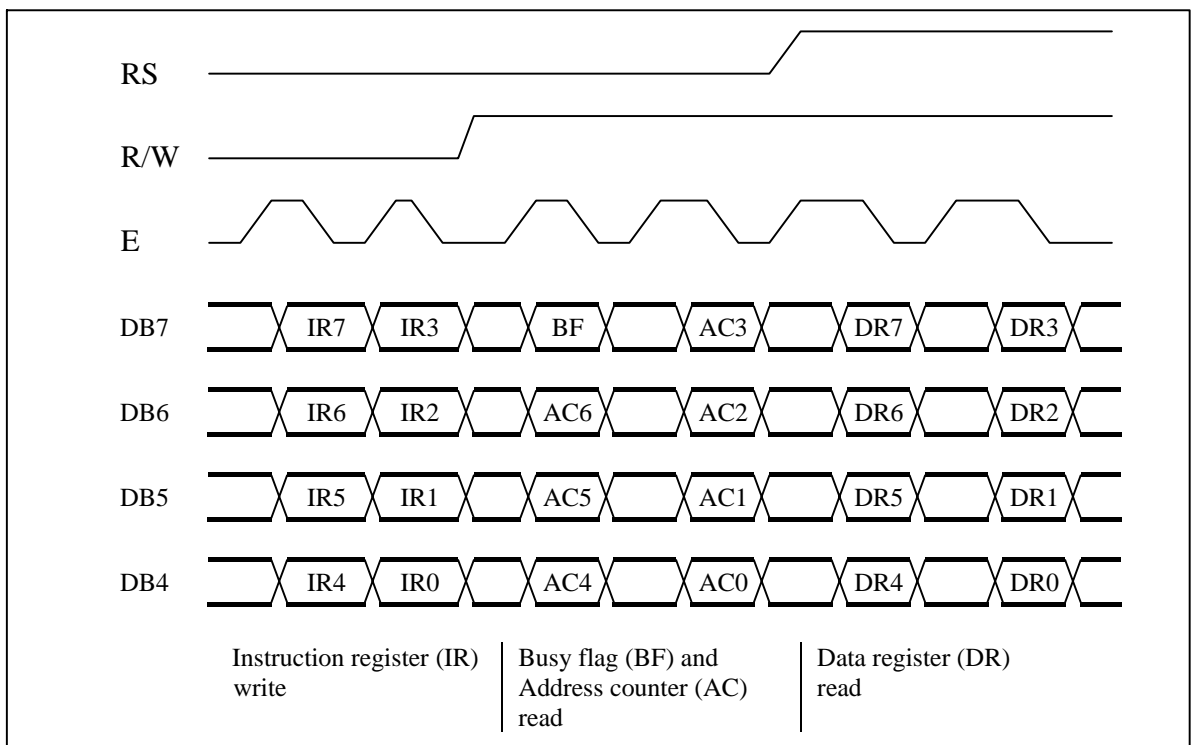 RS
R/W
E
DB7 IR7 IR3 BF AC3 DR7 DR3
DB6 IR6 IR2 AC6 AC2 DR6 DR2
DB5 IR5 IR1 AC5 AC1 DR5 DR1
DB4 IR4 IR0 AC4 AC0 DR4 DR0
Instruction register (IR)
write
Busy flag (BF) and
Address counter (AC)
read
Data register (DR)
read